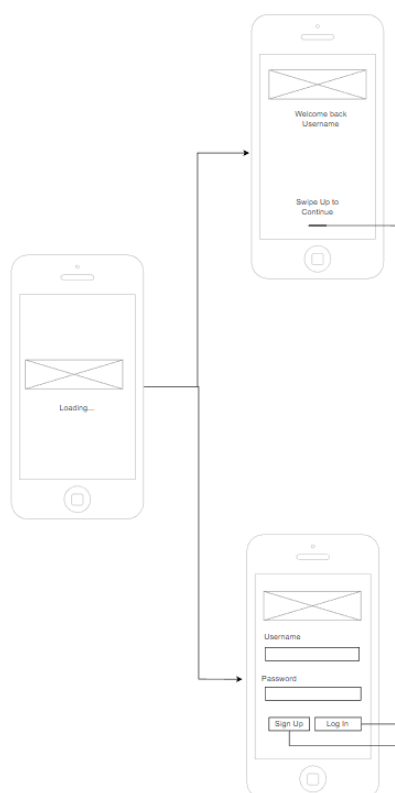 Welcome back
Username
Swipe Up to
Continue
Loading...
Username
Password
Sign Up
Log In